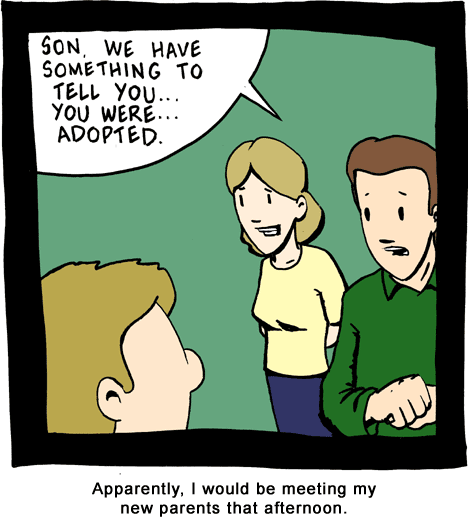 SON, WE HAVE
SOMETHING TO
TELL YOU...
YOU WERE...
ADOPTED.
Apparently, I would be meeting my
new parents that afternoon.